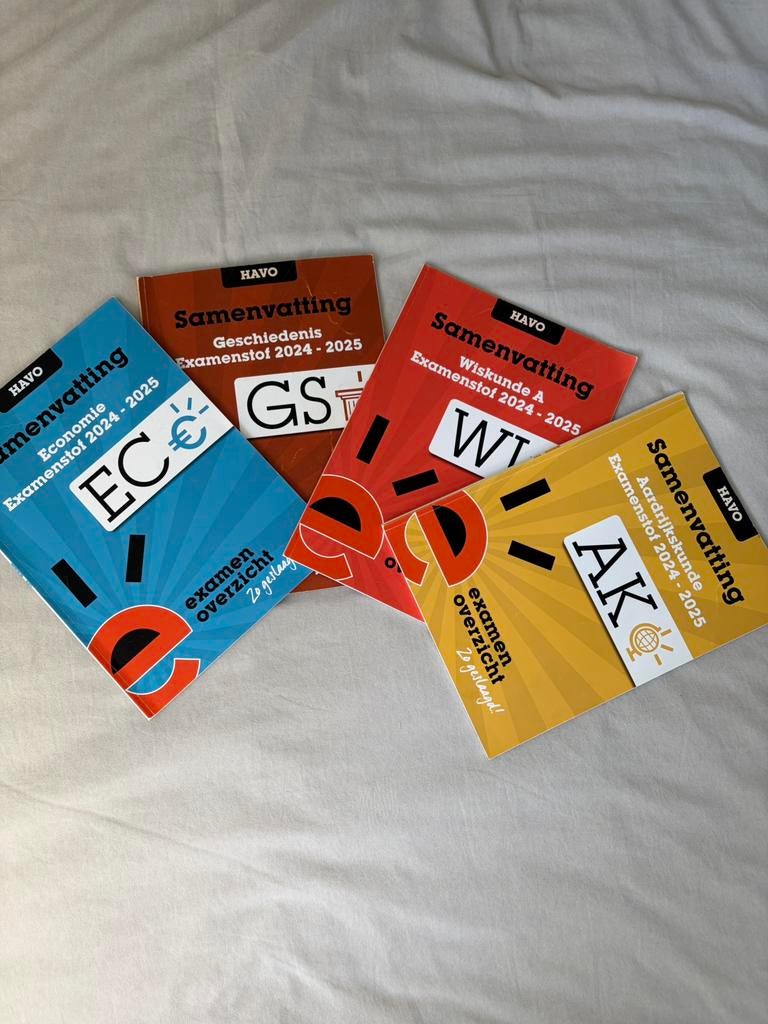 HAVO
Samenvatting
Economie
Examenstof 2024 - 2025
EC
examen
overzicht
HAVO
Samenvatting
Geschiedenis
Examenstof 2024 - 2025
GS
HAVO
Samenvatting
Wiskunde A
Examenstof 2024 - 2025
WI
HAVO
Samenvatting
Aardrijkskunde
Examenstof 2024 - 2025
AK
examen
overzicht
Zo geslaagd!